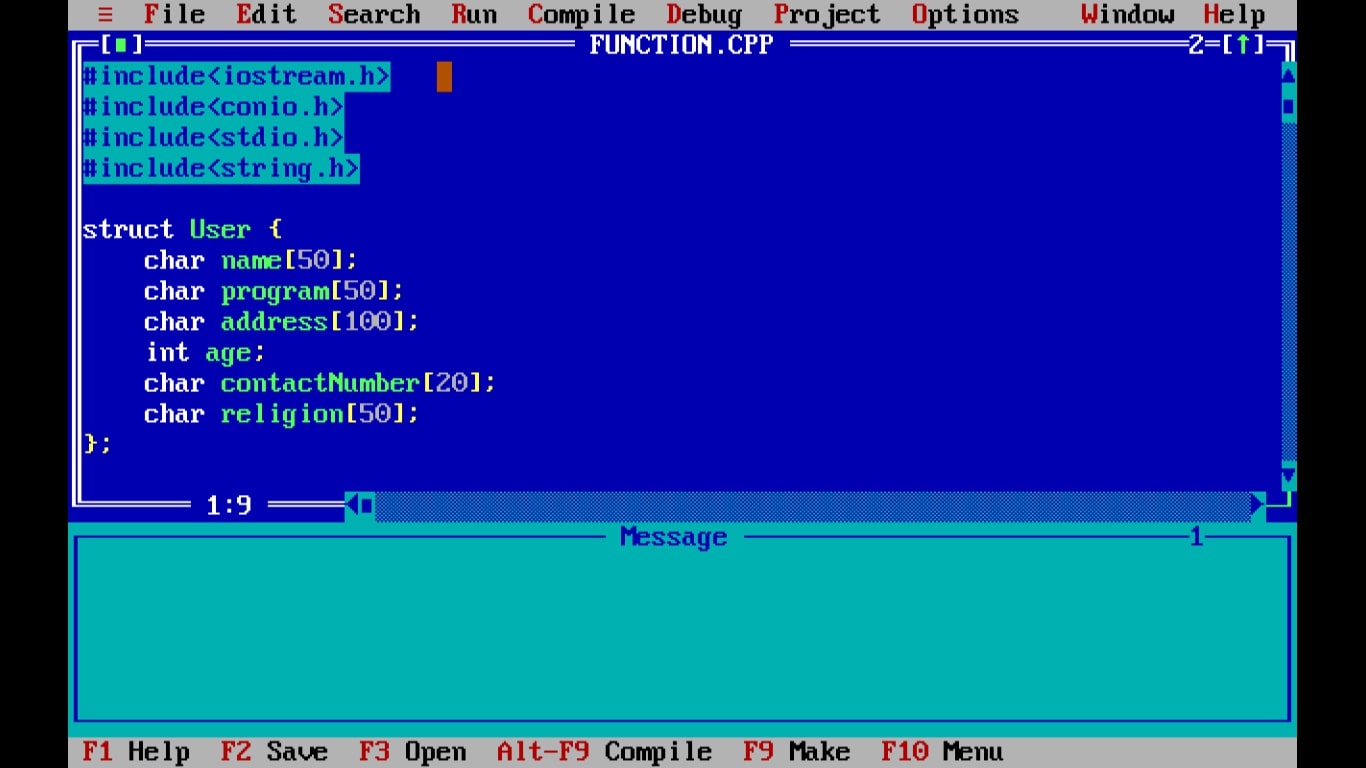 ≡ File Edit Search Run Compile Debug Project Options Window Help
[■] FUNCTION.CPP 2=[↑]
#include<iostream.h>
#include<conio.h>
#include<stdio.h>
#include<string.h>
struct User {
    char name[50];
    char program[50];
    char address[100];
    int age;
    char contactNumber[20];
    char religion[50];
};
1:9
Message 1
F1 Help F2 Save F3 Open Alt-F9 Compile F9 Make F10 Menu